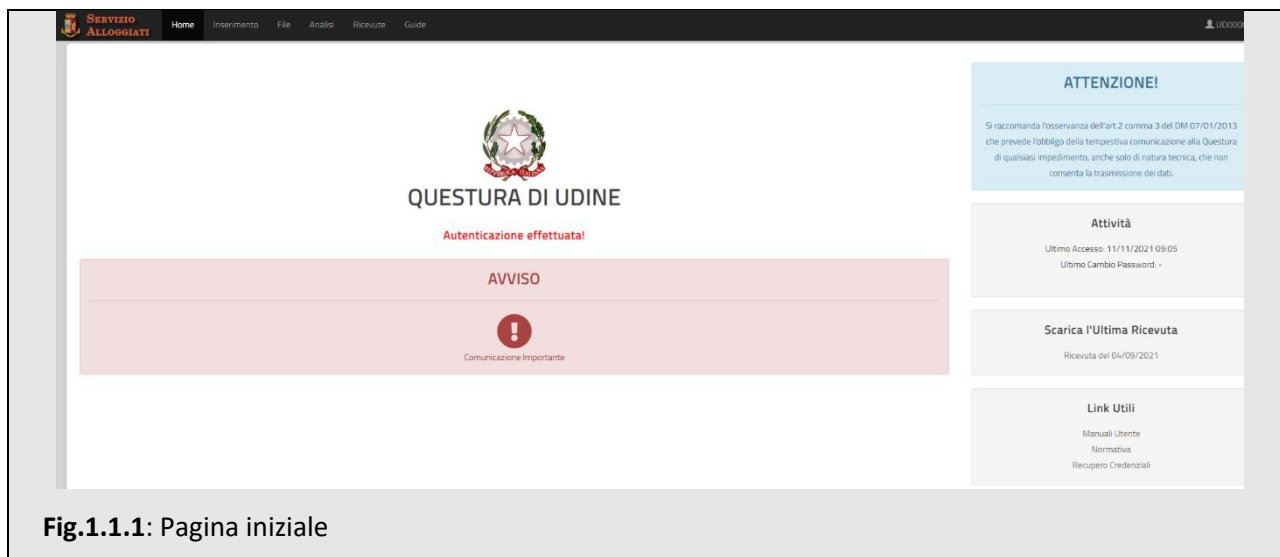 SERVIZIO
ALLOGGIATI
Home Inserimento File Analisi Ricevute Guide
QUESTURA DI UDINE
Autenticazione effettuata!
AVVISO
Comunicazione Importante
ATTENZIONE!
Si raccomanda l'osservanza dell'art.2 comma 3 del DM 07/01/2013
che prevede l'obbligo della tempestiva comunicazione alla Questura
di qualsiasi impedimento, anche solo di natura tecnica, che non
consenta la trasmissione dei dati.
Attività
Ultimo Accesso: 11/11/2021 09:05
Ultimo Cambio Password: -
Scarica l'Ultima Ricevuta
Ricevuta del 04/09/2021
Link Utili
Manuali Utente
Normativa
Recupero Credenziali
Fig.1.1.1: Pagina iniziale